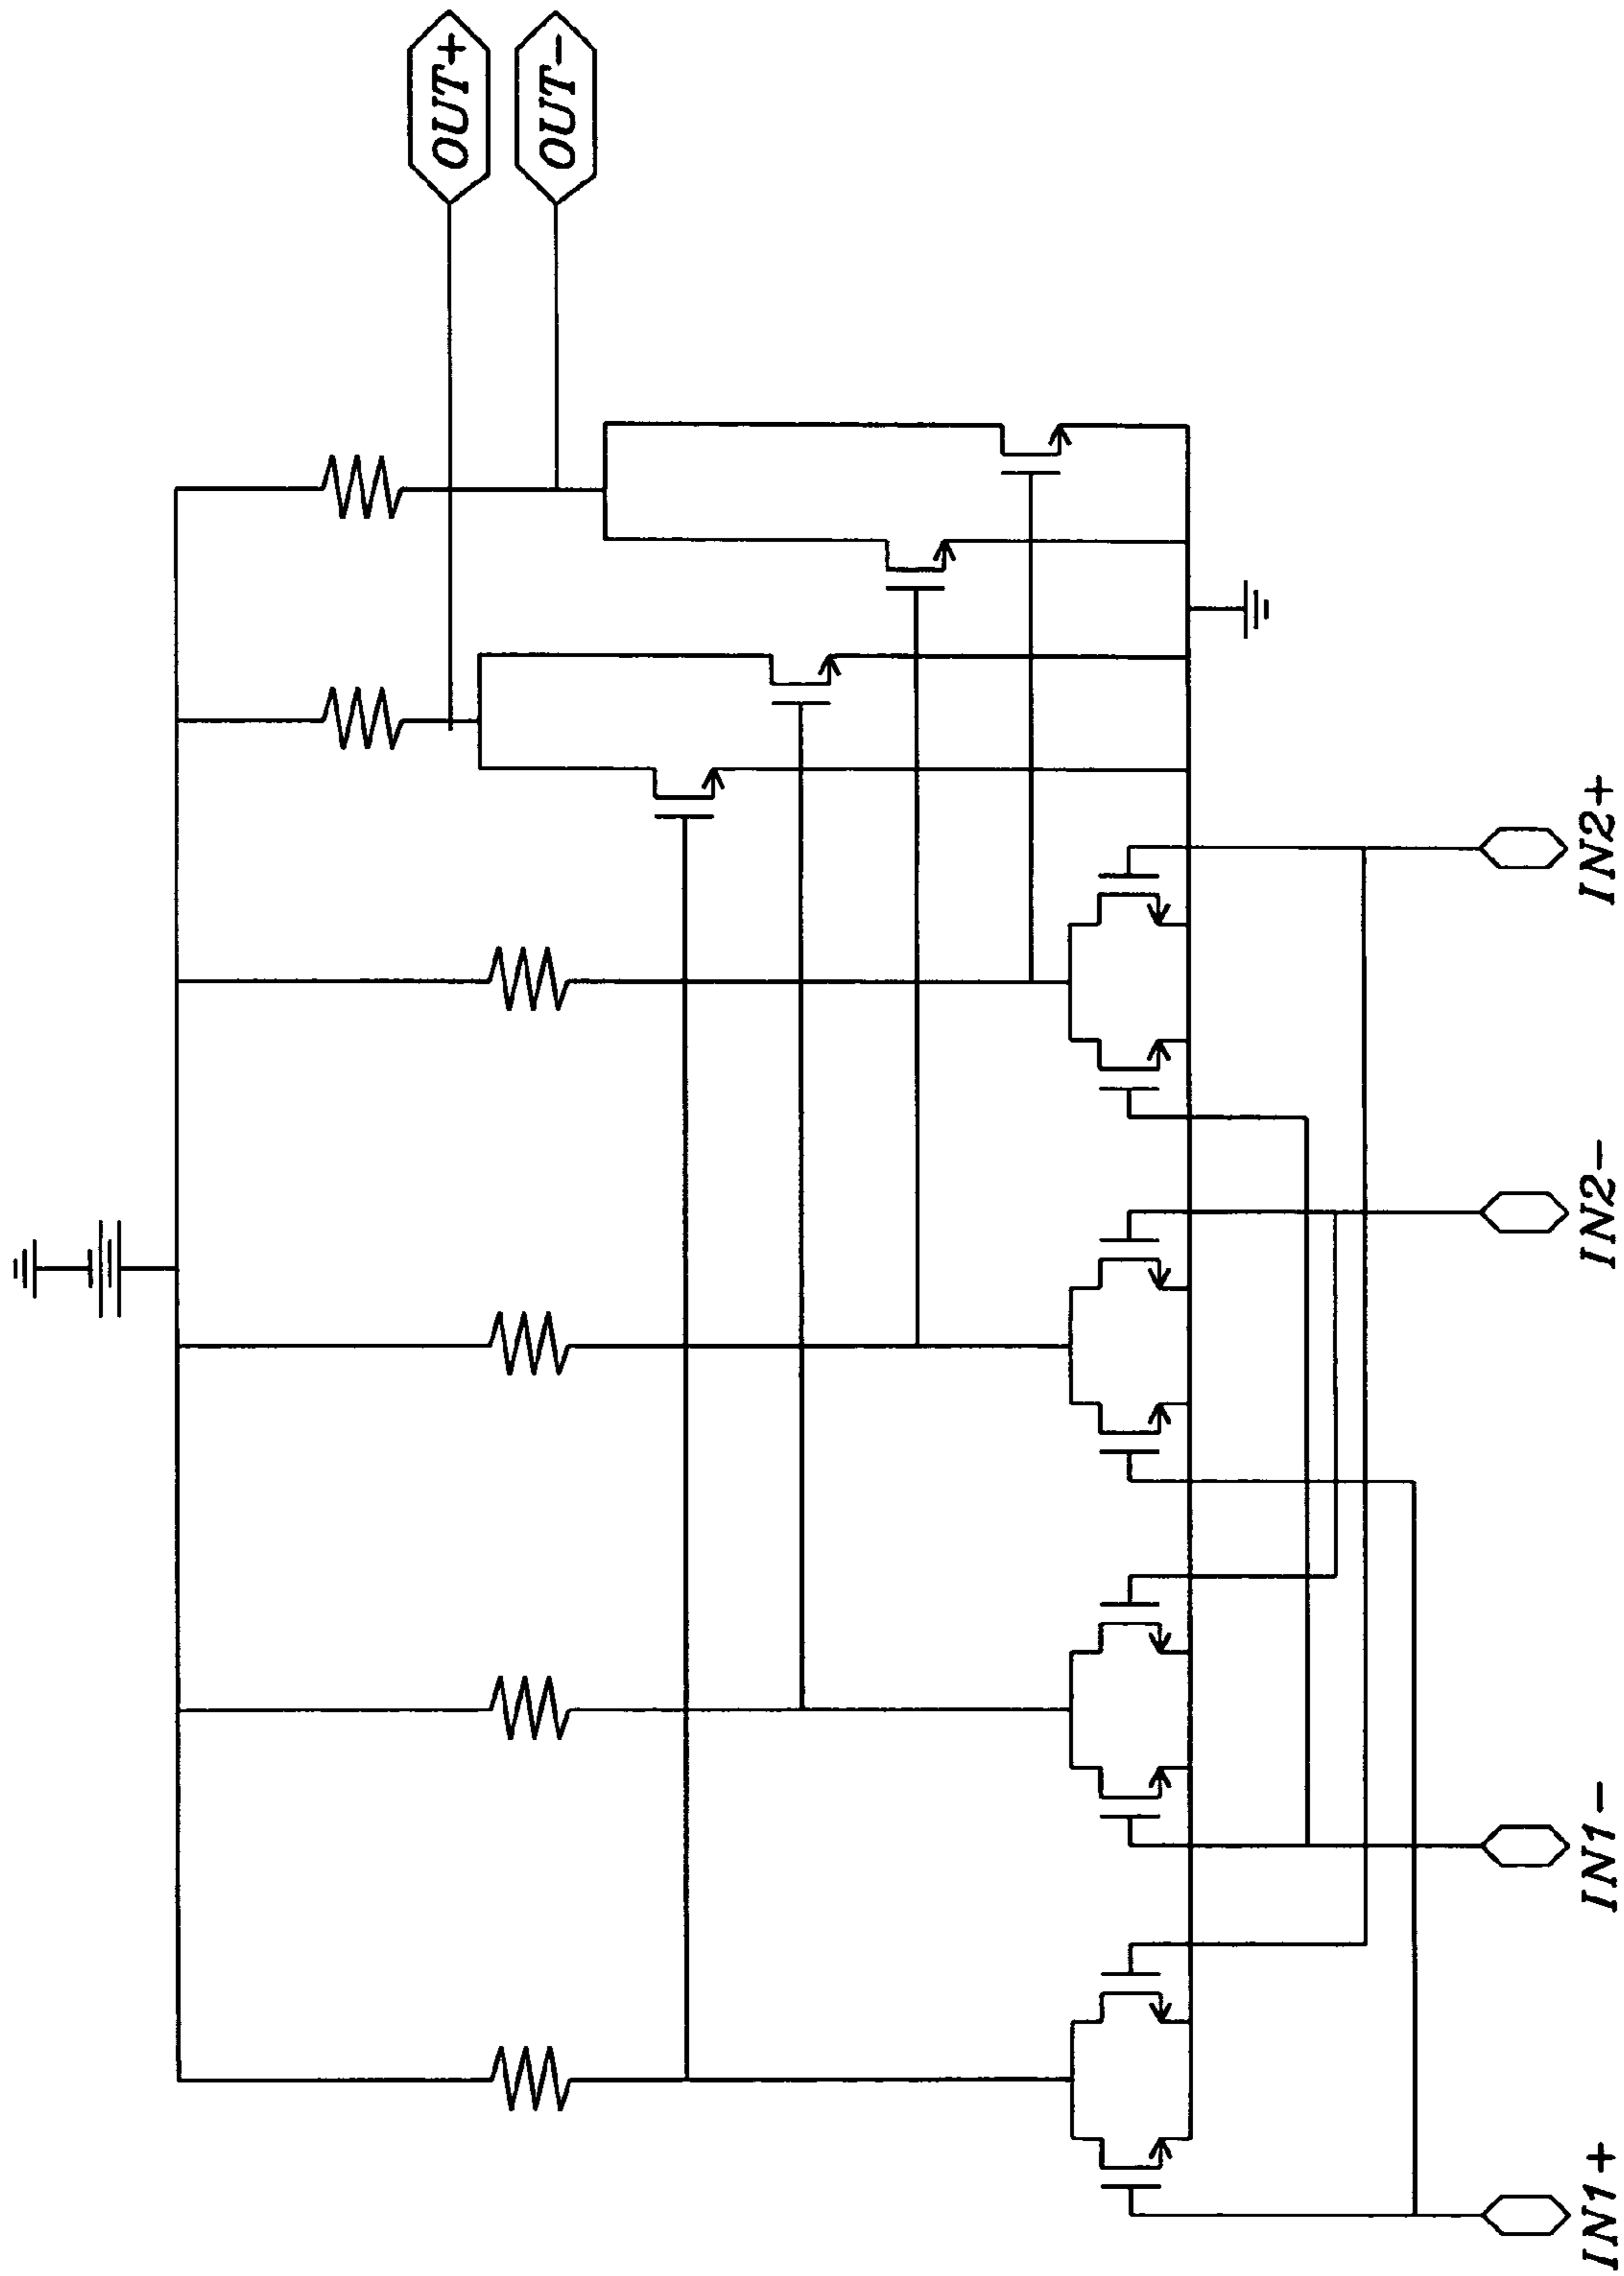 OUT+
OUT-
IN2+
IN2-
IN1-
IN1+